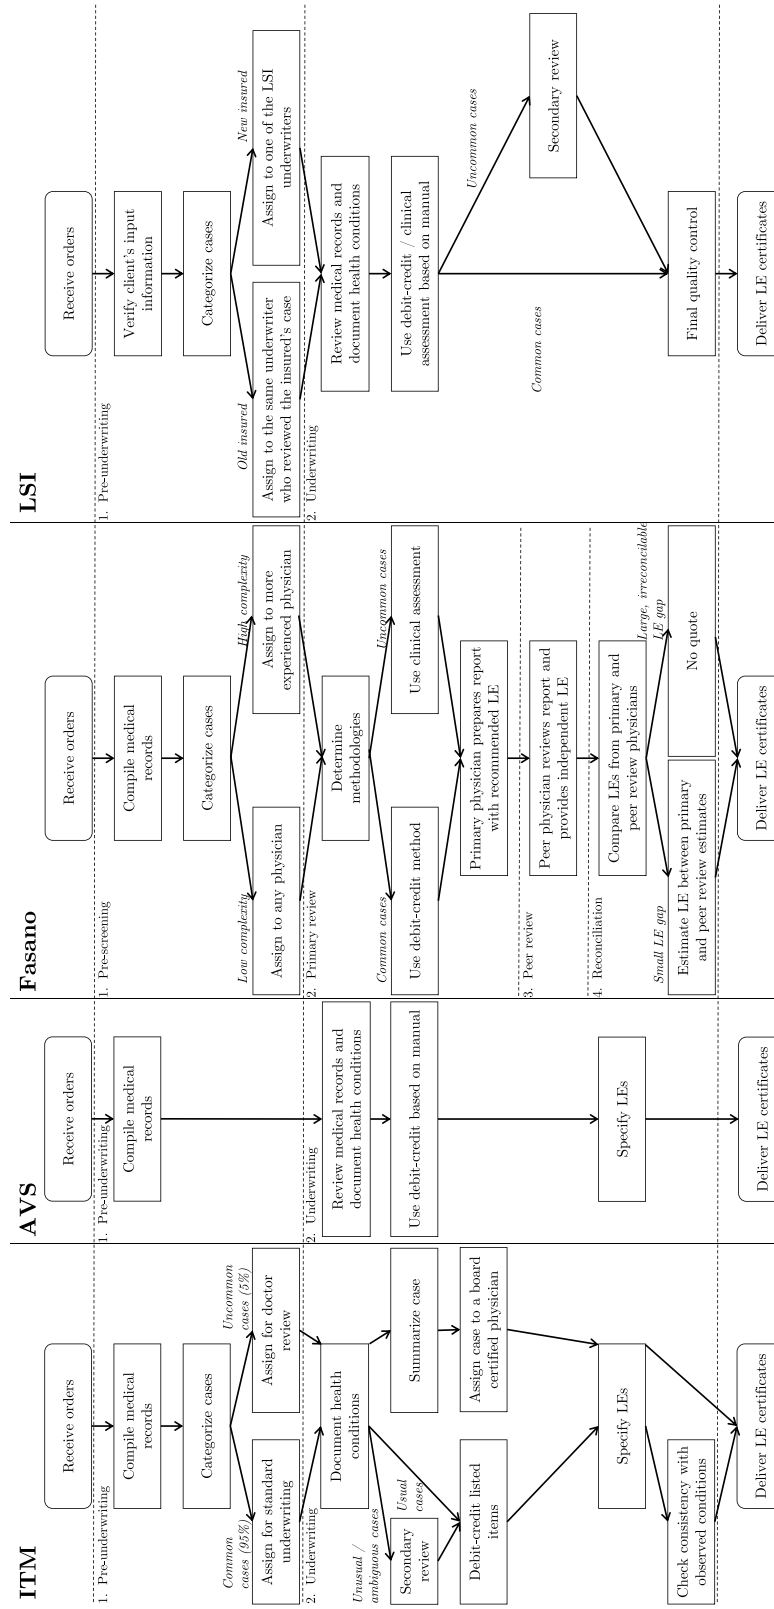 ITM
Receive orders
1. Pre-underwriting
Compile medical
records
Categorize cases
Common
cases (95%)
Uncommon
cases (5%)
Assign for standard
underwriting
Assign for doctor
review
2. Underwriting
Document health
conditions
Unusual /
ambiguous cases
Usual
cases
Secondary
review
Summarize case
Debit-credit listed
items
Assign case to a board
certified physician
Specify LEs
Check consistency with
observed conditions
Deliver LE certificates
AVS
Receive orders
1. Pre-underwriting
Compile medical
records
2. Underwriting
Review medical records and
document health conditions
Use debit-credit based on manual
Specify LEs
Deliver LE certificates
Fasano
Receive orders
1. Pre-screening
Compile medical
records
Categorize cases
Low complexity
High complexity
Assign to any physician
Assign to more
experienced physician
2. Primary review
Determine
methodologies
Common cases
Uncommon cases
Use debit-credit method
Use clinical assessment
Primary physician prepares report
with recommended LE
3. Peer review
Peer physician reviews report and
provides independent LE
4. Reconciliation
Compare LEs from primary and
peer review physicians
Small LE gap
Large, irreconcilable
LE gap
Estimate LE between primary
and peer review estimates
No quote
Deliver LE certificates
LSI
Receive orders
1. Pre-underwriting
Verify client's input
information
Categorize cases
Old insured
New insured
Assign to the same underwriter
who reviewed the insured's case
Assign to one of the LSI
underwriters
2. Underwriting
Review medical records and
document health conditions
Use debit-credit / clinical
assessment based on manual
Common cases
Uncommon cases
Secondary review
Final quality control
Deliver LE certificates